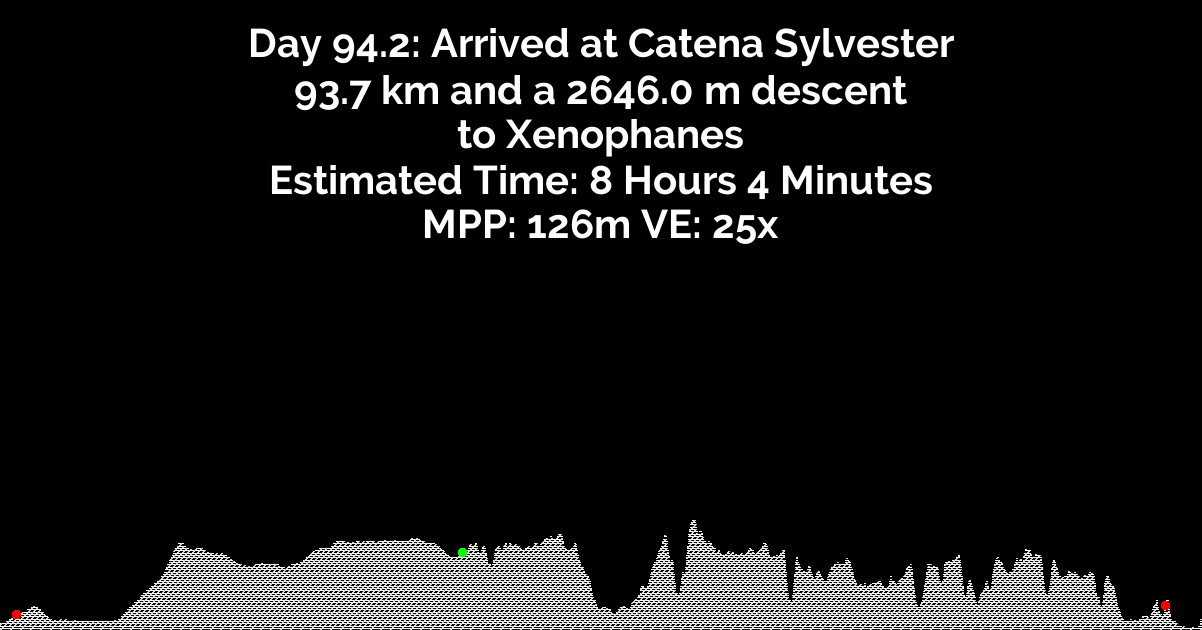 Day 94.2: Arrived at Catena Sylvester
93.7 km and a 2646.0 m descent
to Xenophanes
Estimated Time: 8 Hours 4 Minutes
MPP: 126m VE: 25x